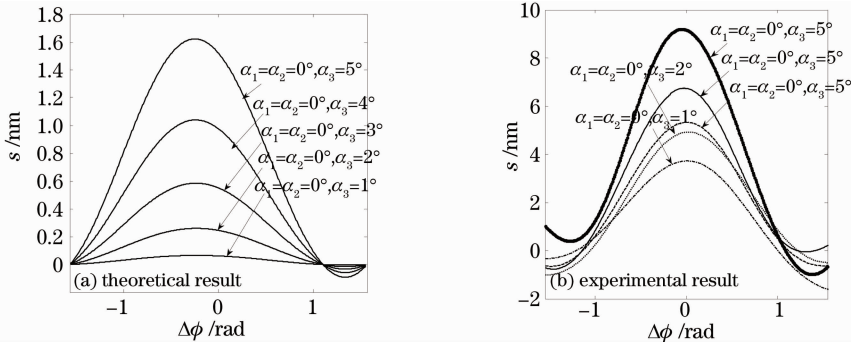 1.8
1.6
1.4
1.2
1.0
0.8
0.6
0.4
0.2
0
s /nm
α₁=α₂=0°,α₃=5°
α₁=α₂=0°,α₃=4°
α₁=α₂=0°,α₃=3°
α₁=α₂=0°,α₃=2°
α₁=α₂=0°,α₃=1°
(a) theoretical result
−1 0 1
Δϕ /rad
10
8
6
4
2
0
−2
s /nm
α₁=α₂=0°,α₃=5°
α₁=α₂=0°,α₃=5°
α₁=α₂=0°,α₃=2°
α₁=α₂=0°,α₃=5°
α₁=α₂=0°,α₃=1°
(b) experimental result
−1 0 1
Δϕ /rad